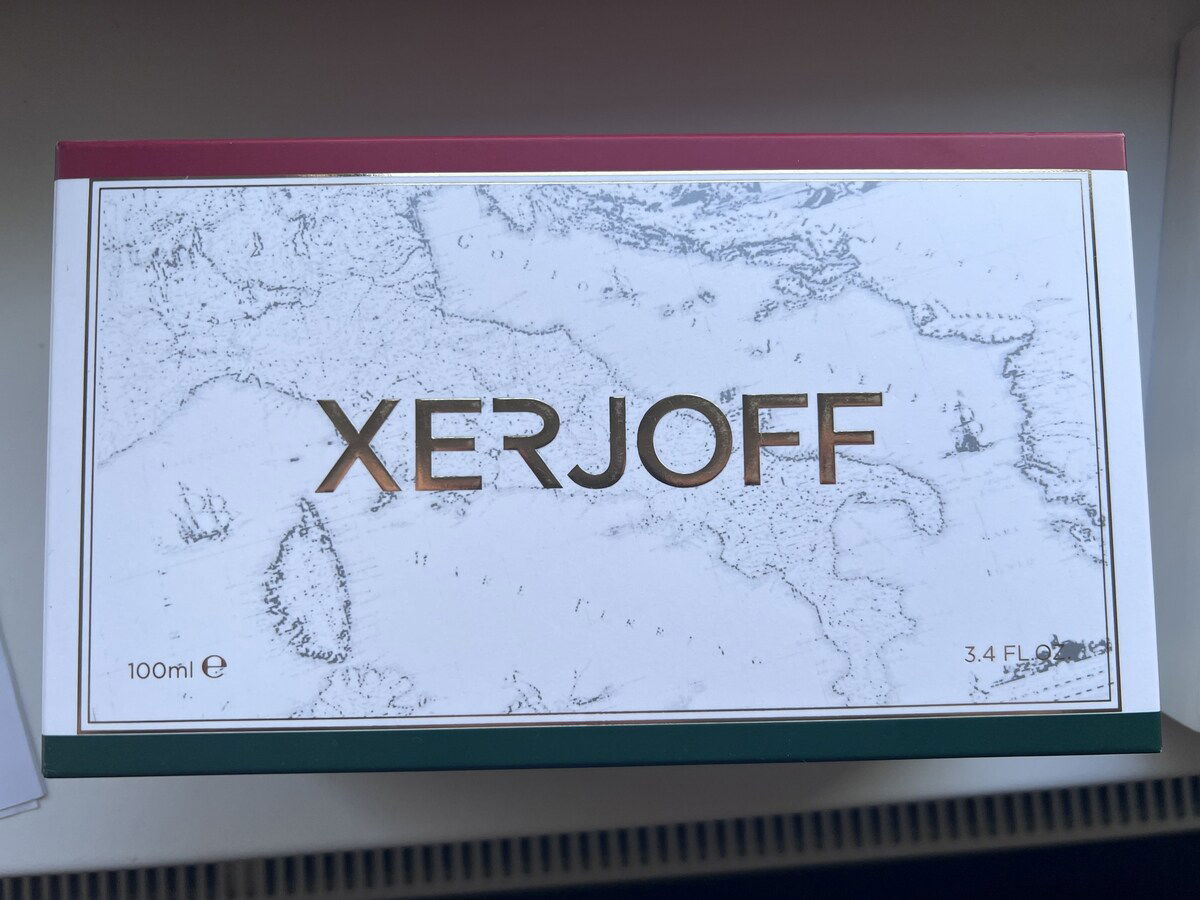 XERJOFF
100ml ℮
3.4 FL.OZ.